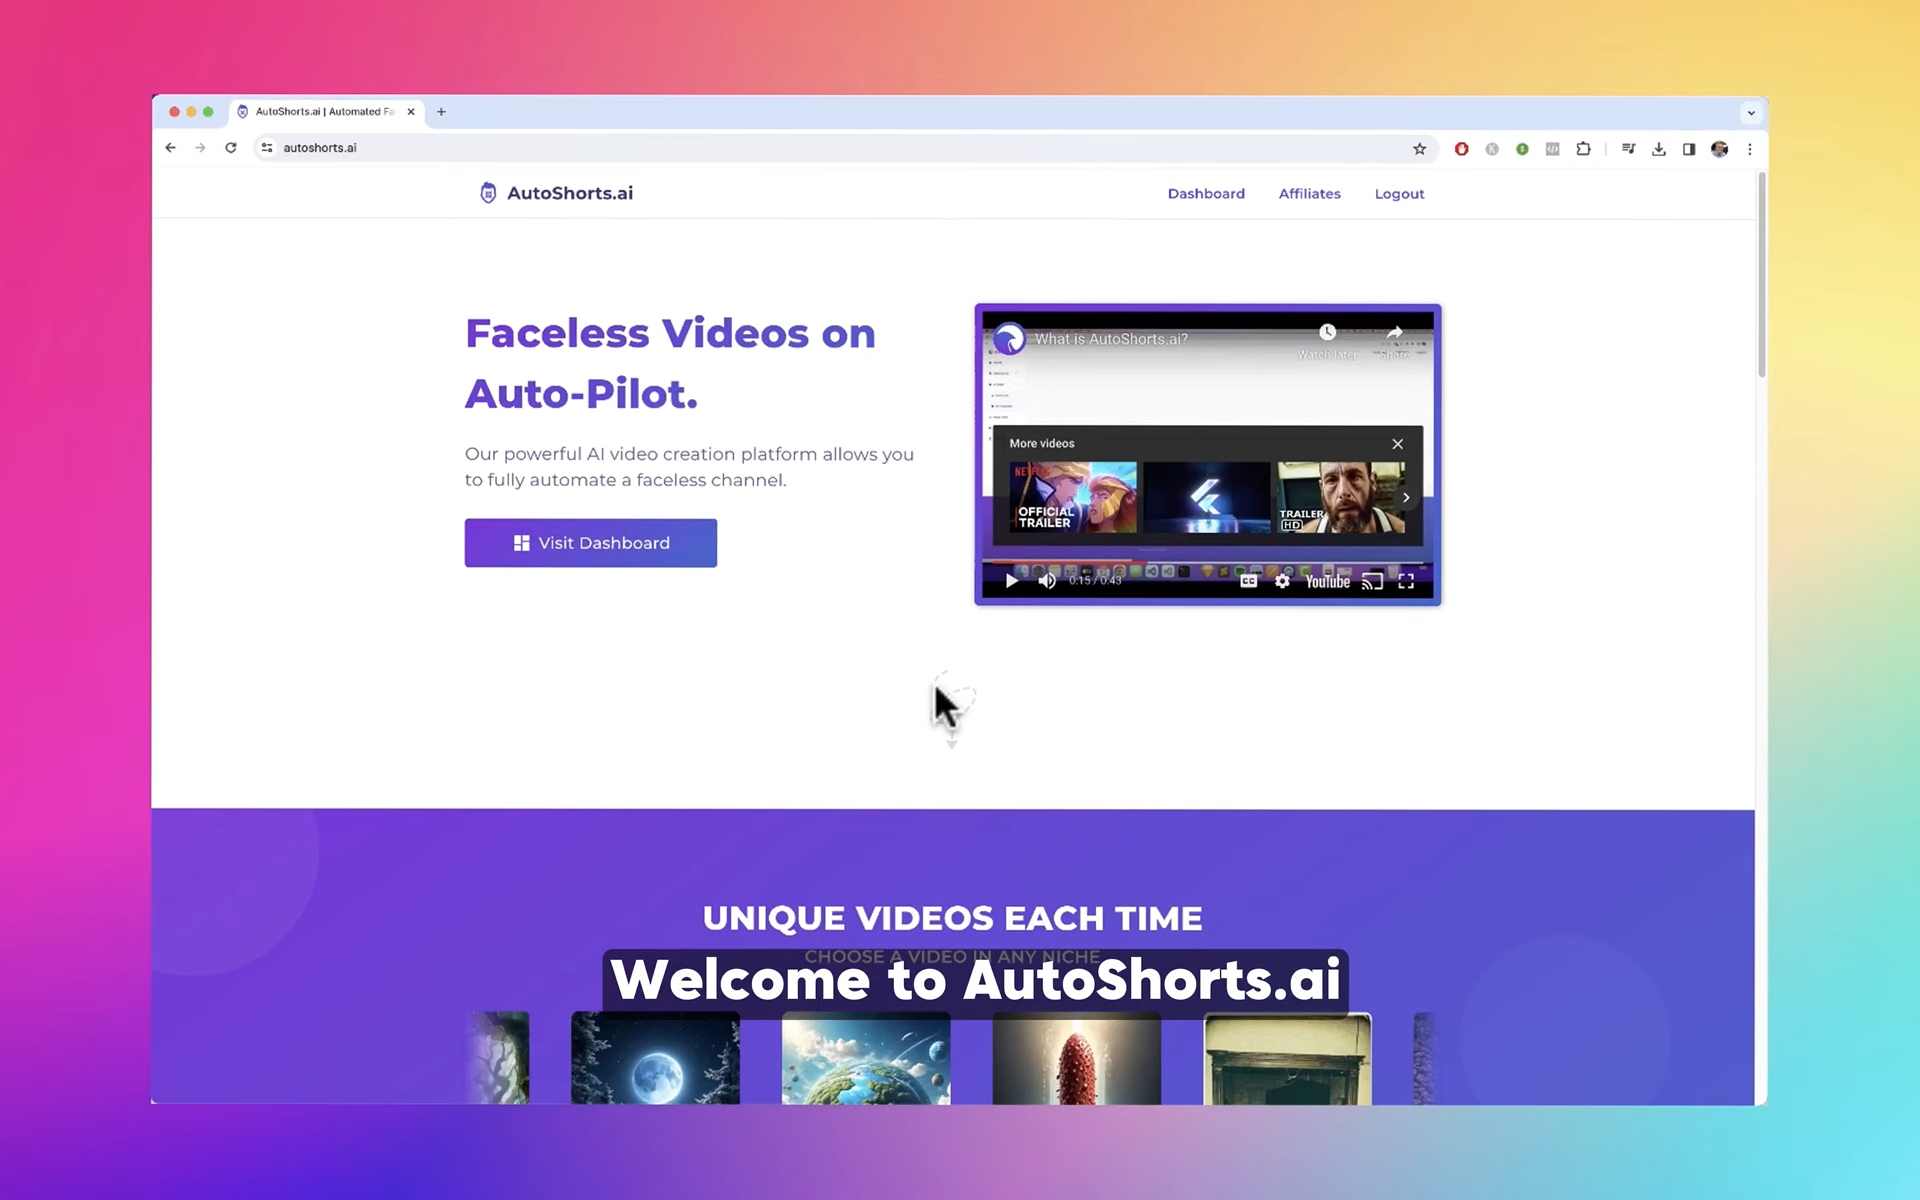 AutoShorts.ai | Automated Fa
autoshorts.ai
AutoShorts.ai
Dashboard
Affiliates
Logout
Faceless Videos on
Auto-Pilot.
Our powerful AI video creation platform allows you
to fully automate a faceless channel.
Visit Dashboard
What is AutoShorts.ai?
Watch later
Share
More videos
NETFLIX
OFFICIAL
TRAILER
TRAILER
HD
0:15 / 0:43
CC
YouTube
UNIQUE VIDEOS EACH TIME
CHOOSE A VIDEO IN ANY NICHE
Welcome to AutoShorts.ai